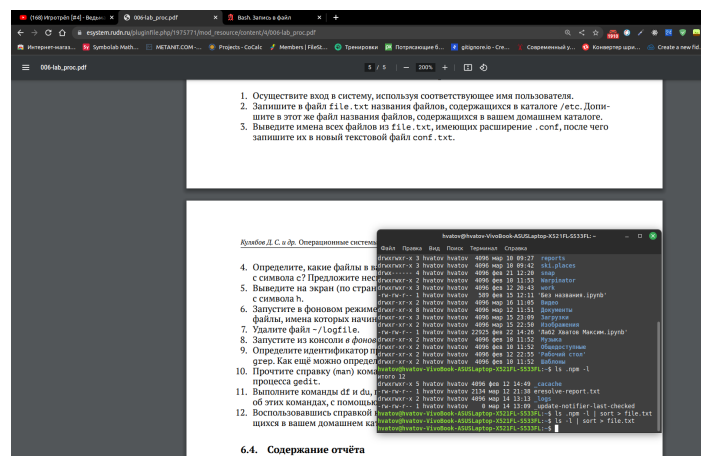 (168) Игротрёп [#4] - Ведьм
006-lab_proc.pdf
Bash. Запись в файл
esystem.rudn.ru/pluginfile.php/1975771/mod_resource/content/4/006-lab_proc.pdf
Интернет-магаз...
Symbolab Math...
METANIT.COM -...
Projects - CoCalc
Members | FileSt...
Тренировки
Потрясающие 6...
gitignore.io - Cre...
Современный у...
Конвертер шри...
Create a new fid
006-lab_proc.pdf
5 / 5
200%
1. Осуществите вход в систему, используя соответствующее имя пользователя.
2. Запишите в файл file.txt названия файлов, содержащихся в каталоге /etc. Допи-
шите в этот же файл названия файлов, содержащихся в вашем домашнем каталоге.
3. Выведите имена всех файлов из file.txt, имеющих расширение .conf, после чего
запишите их в новый текстовой файл conf.txt.
Кулябов Д. С. и др. Операционные системы
4. Определите, какие файлы в ва
с символа c? Предложите нес
5. Выведите на экран (по стран
с символа h.
6. Запустите в фоновом режиме
файлы, имена которых начин
7. Удалите файл ~/logfile.
8. Запустите из консоли в фонов
9. Определите идентификатор п
grep. Как ещё можно определ
10. Прочтите справку (man) кома
процесса gedit.
11. Выполните команды df и du, п
об этих командах, с помощью
12. Воспользовавшись справкой к
щихся в вашем домашнем ка
6.4. Содержание отчёта
hvatov@hvatov-VivoBook-ASUSLaptop-X521FL-S533FL: ~
Файл Правка Вид Поиск Терминал Справка
drwxrwxr-x 3 hvatov hvatov 4096 мар 10 09:27 reports
drwxrwxr-x 3 hvatov hvatov 4096 мар 10 09:42 ski.places
drwx------ 4 hvatov hvatov 4096 фев 21 12:20 snap
drwxrwxr-x 2 hvatov hvatov 4096 фев 10 11:53 Warpinator
drwxrwxr-x 3 hvatov hvatov 4096 фев 12 20:43 work
-rw-rw-r-- 1 hvatov hvatov 589 фев 15 12:11 'Без названия.ipynb'
drwxr-xr-x 2 hvatov hvatov 4096 мар 16 11:05 Видео
drwxrwxr-x 8 hvatov hvatov 4096 мар 12 11:51 Документы
drwxr-xr-x 3 hvatov hvatov 4096 мар 15 23:09 Загрузки
drwxr-xr-x 2 hvatov hvatov 4096 мар 15 22:50 Изображения
-rw-rw-r-- 1 hvatov hvatov 22925 фев 22 14:26 'Лаб2 Хватов Максим.ipynb'
drwxr-xr-x 2 hvatov hvatov 4096 фев 10 11:52 Музыка
drwxr-xr-x 2 hvatov hvatov 4096 фев 10 11:52 Общедоступные
drwxr-xr-x 2 hvatov hvatov 4096 фев 12 22:55 'Рабочий стол'
drwxr-xr-x 2 hvatov hvatov 4096 фев 10 11:52 Шаблоны
hvatov@hvatov-VivoBook-ASUSLaptop-X521FL-S533FL:~$ ls .npm -l
итого 12
drwxrwxr-x 5 hvatov hvatov 4096 фев 12 14:49 _cacache
-rw-rw-r-- 1 hvatov hvatov 2134 мар 12 21:38 eresolve-report.txt
drwxrwxr-x 2 hvatov hvatov 4096 мар 14 13:13 _logs
-rw-rw-r-- 1 hvatov hvatov 0 мар 14 13:09 _update-notifier-last-checked
hvatov@hvatov-VivoBook-ASUSLaptop-X521FL-S533FL:~$ ls .npm -l | sort > file.txt
hvatov@hvatov-VivoBook-ASUSLaptop-X521FL-S533FL:~$ ls -l | sort > file.txt
hvatov@hvatov-VivoBook-ASUSLaptop-X521FL-S533FL:~$